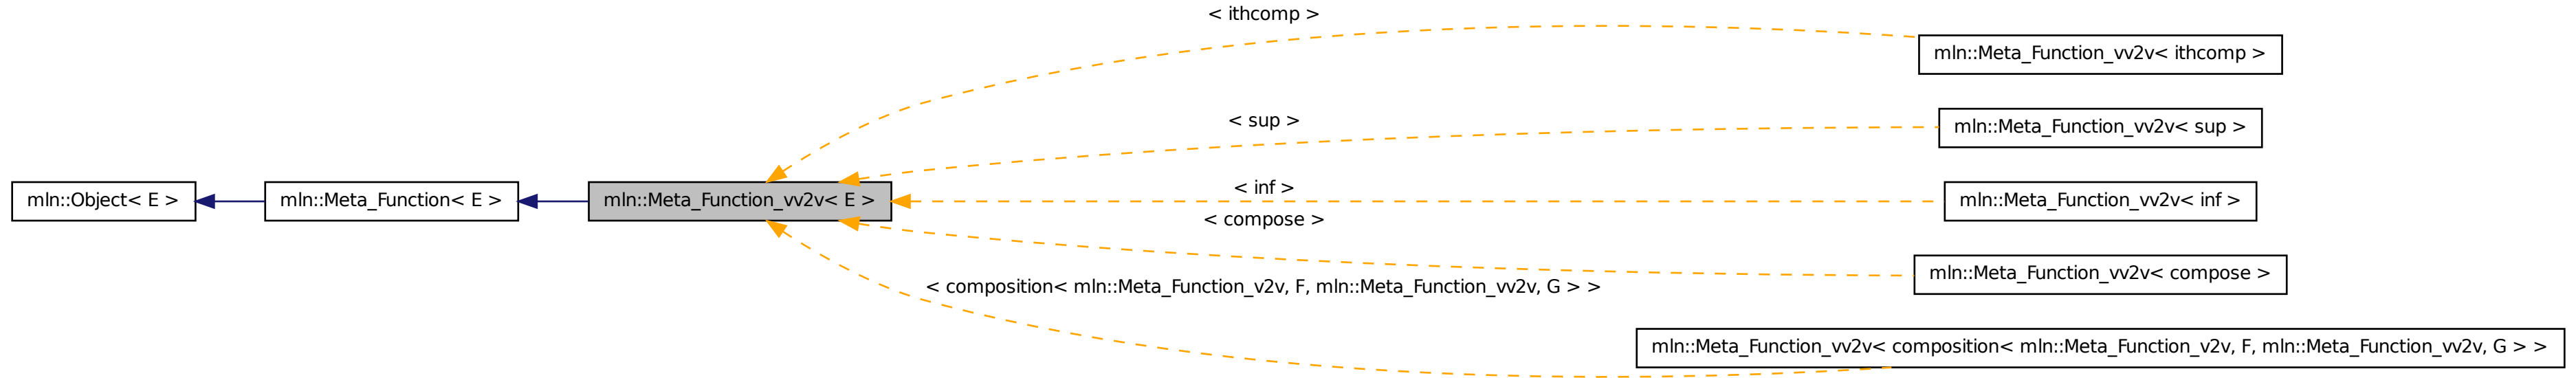 < ithcomp >
mln::Meta_Function_vv2v< ithcomp >
< sup >
mln::Meta_Function_vv2v< sup >
mln::Object< E >
mln::Meta_Function< E >
mln::Meta_Function_vv2v< E >
< inf >
mln::Meta_Function_vv2v< inf >
< compose >
mln::Meta_Function_vv2v< compose >
< composition< mln::Meta_Function_v2v, F, mln::Meta_Function_vv2v, G > >
mln::Meta_Function_vv2v< composition< mln::Meta_Function_v2v, F, mln::Meta_Function_vv2v, G > >